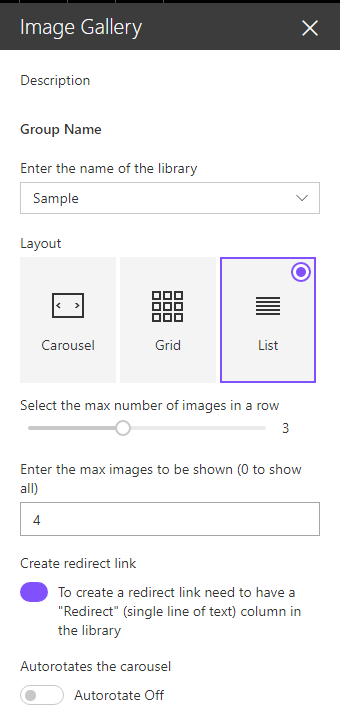 Image Gallery
Description
Group Name
Enter the name of the library
Sample
Layout
Carousel
Grid
List
Select the max number of images in a row
3
Enter the max images to be shown (0 to show
all)
4
Create redirect link
To create a redirect link need to have a
"Redirect" (single line of text) column in
the library
Autorotates the carousel
Autorotate Off